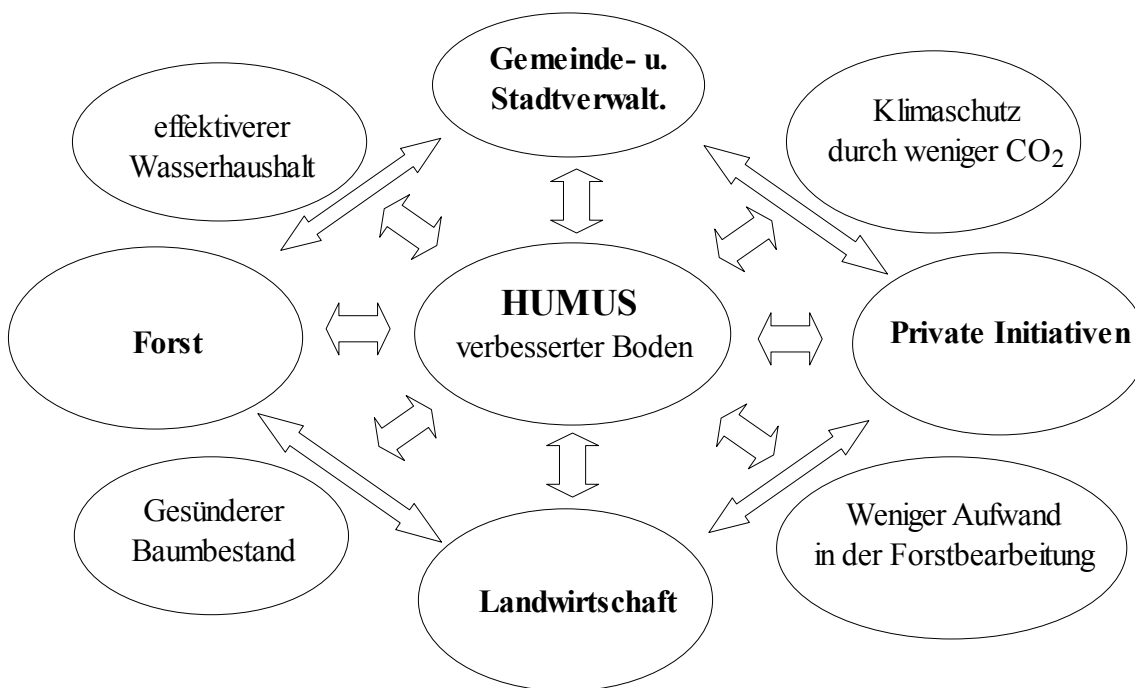 Gemeinde- u.
Stadtverwalt.
effektiverer
Wasserhaushalt
Klimaschutz
durch weniger CO₂
HUMUS
verbesserter Boden
Forst
Private Initiativen
Gesünderer
Baumbestand
Weniger Aufwand
in der Forstbearbeitung
Landwirtschaft